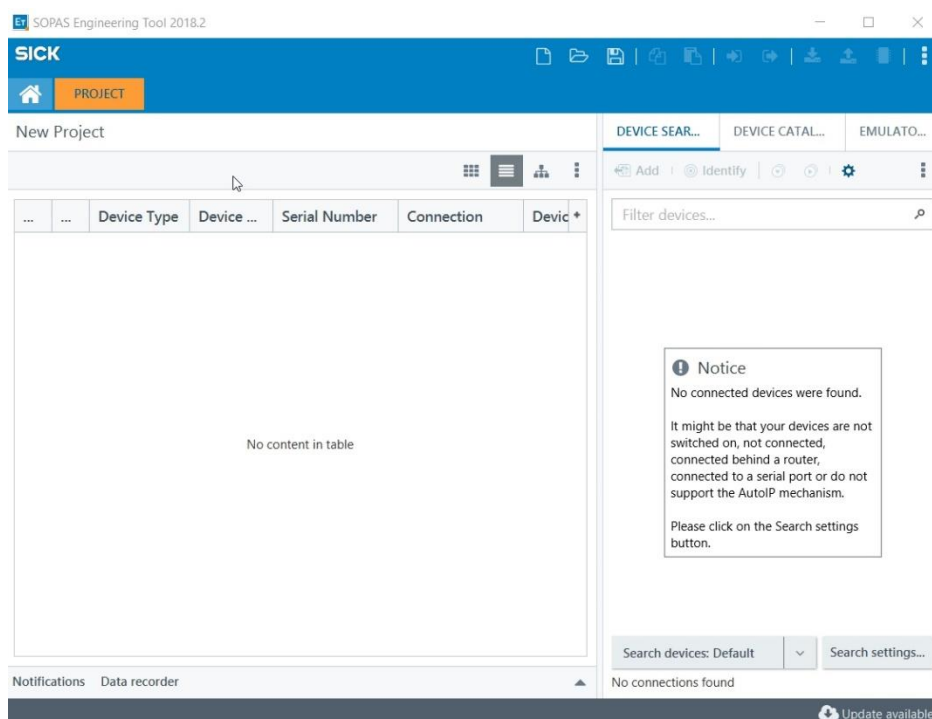 ET SOPAS Engineering Tool 2018.2
SICK
PROJECT
New Project
DEVICE SEAR...
DEVICE CATAL...
EMULATO...
Add
Identify
... ... Device Type Device ... Serial Number Connection Devic +
Filter devices...
No content in table
Notice
No connected devices were found.
It might be that your devices are not
switched on, not connected,
connected behind a router,
connected to a serial port or do not
support the AutoIP mechanism.
Please click on the Search settings
button.
Search devices: Default
Search settings...
Notifications Data recorder
No connections found
Update available